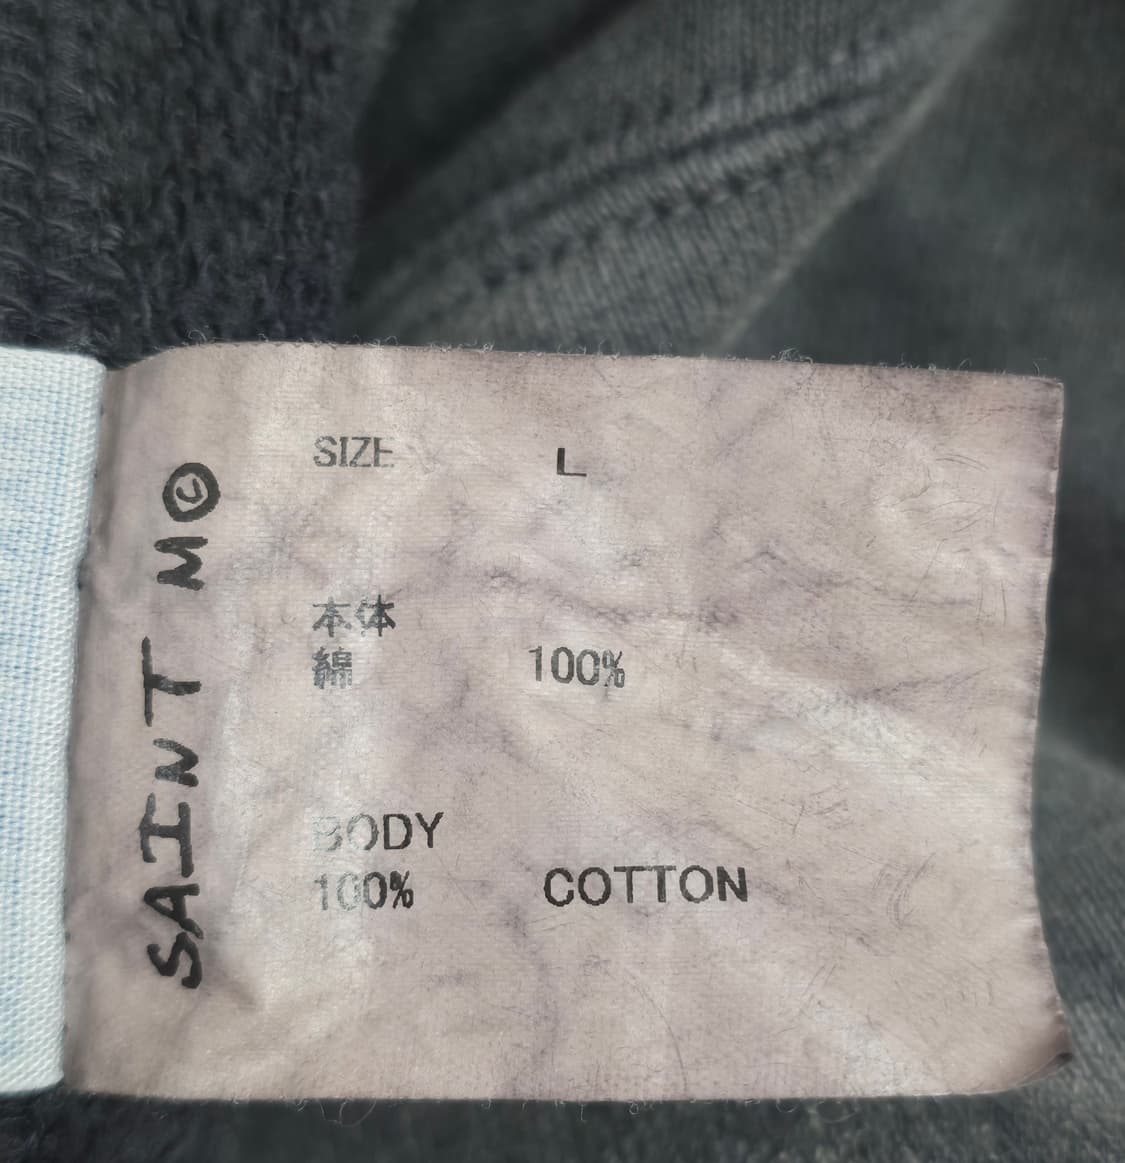 SAINT M©
SIZE L
本体
綿 100%
BODY
100% COTTON